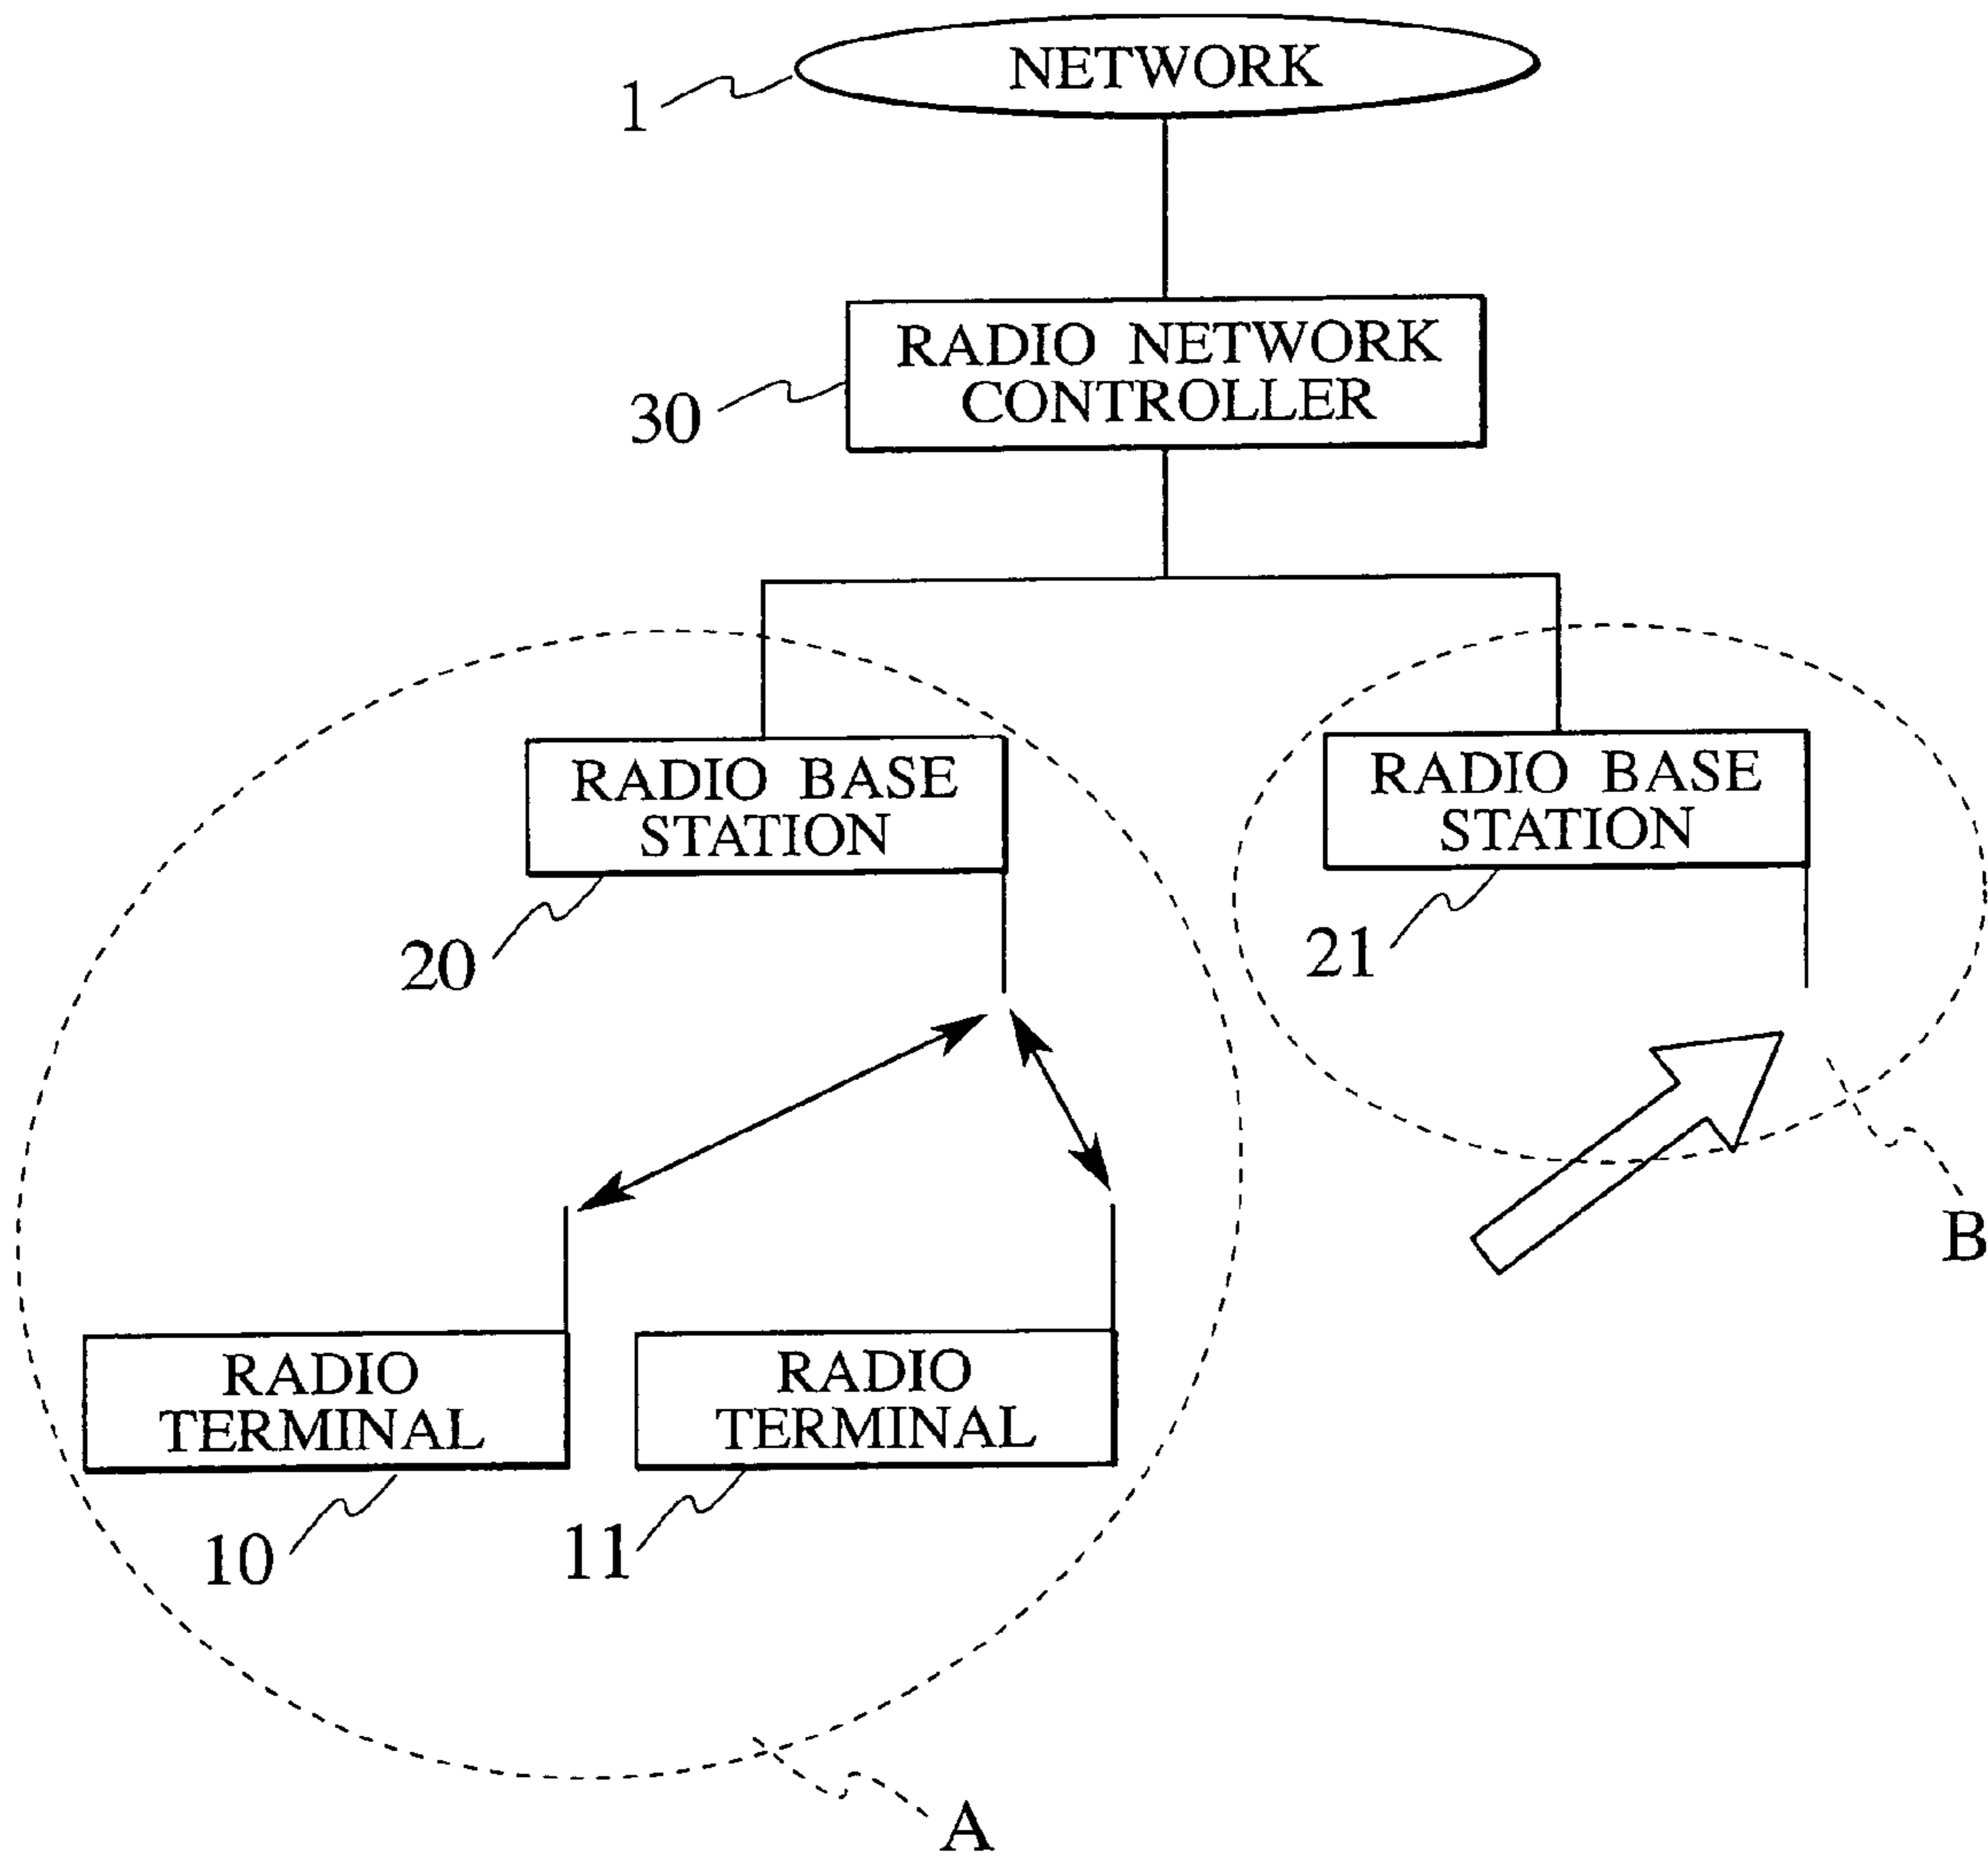 NETWORK
1
RADIO NETWORK
CONTROLLER
30
RADIO BASE
STATION
20
RADIO BASE
STATION
21
B
RADIO
TERMINAL
10
RADIO
TERMINAL
11
A